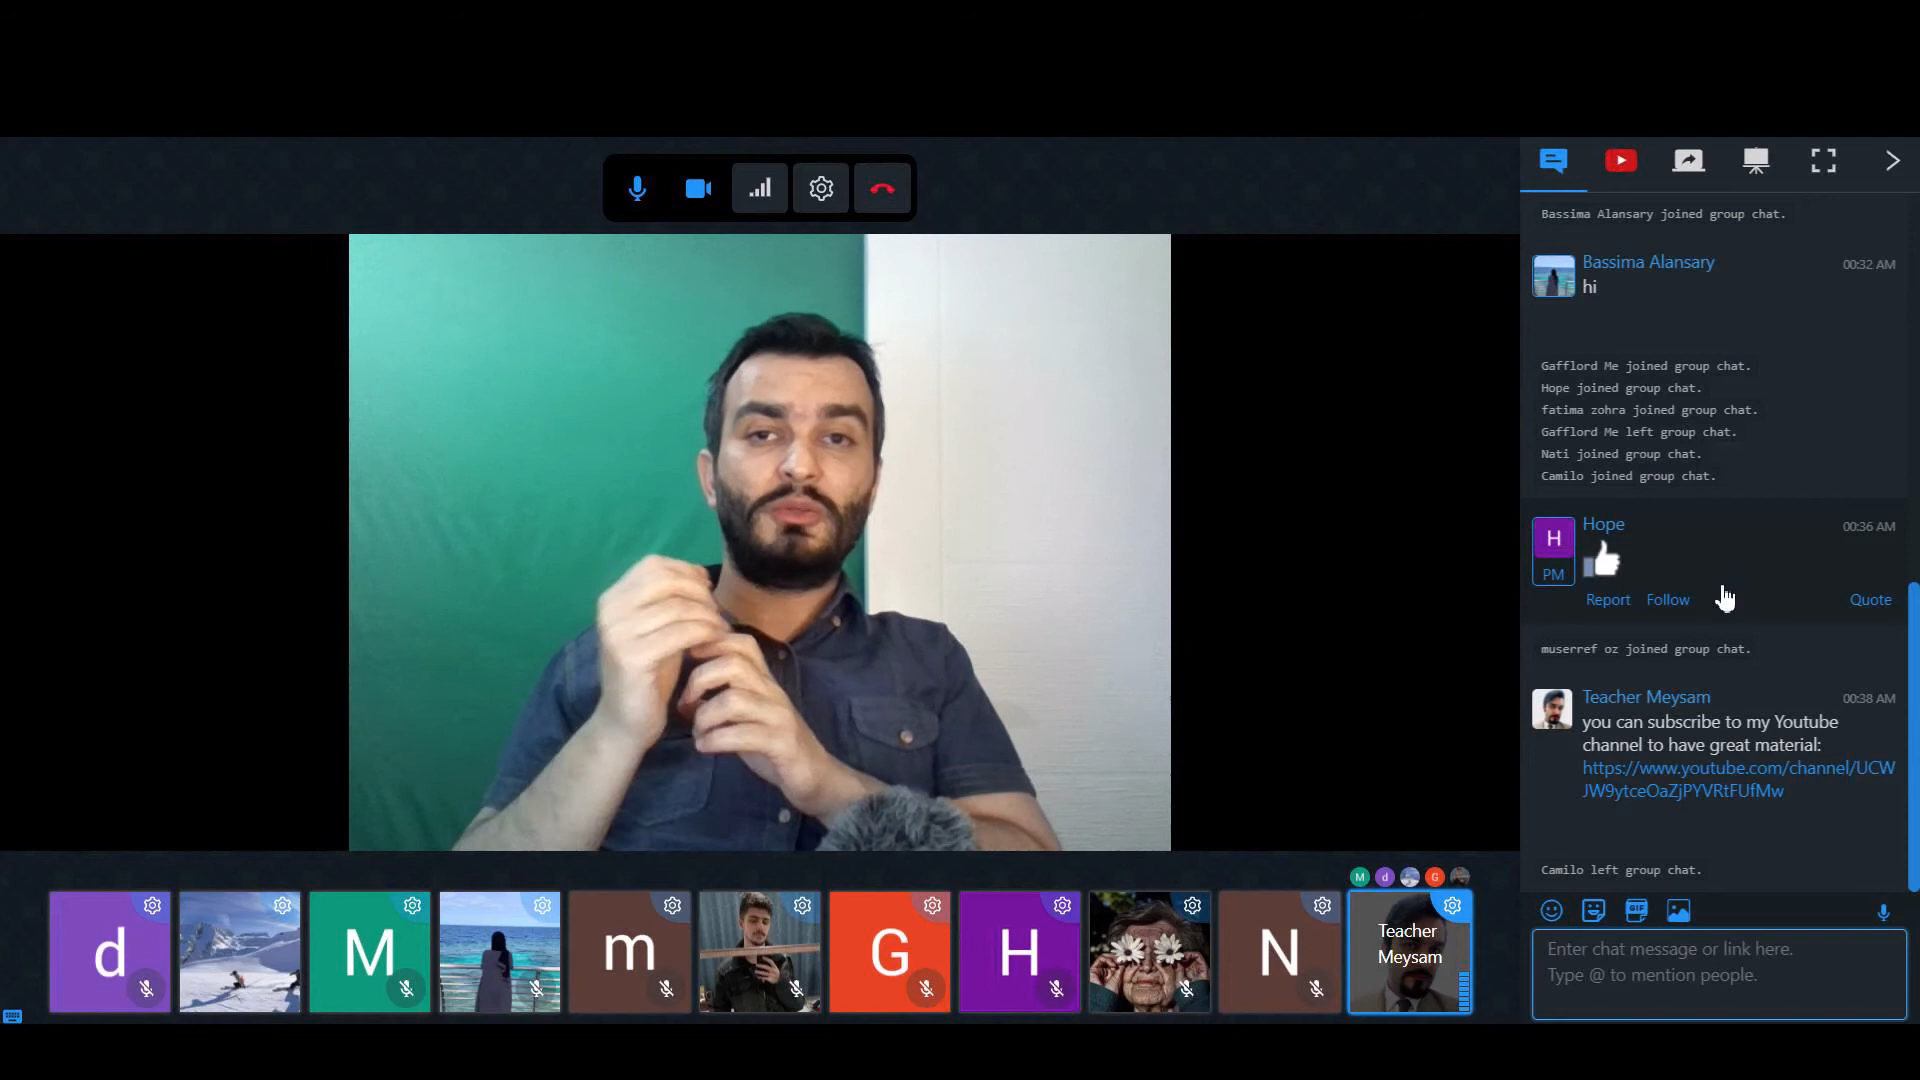 Bassima Alansary joined group chat.
Bassima Alansary 00:32 AM
hi
Gafflord Me joined group chat.
Hope joined group chat.
fatima zohra joined group chat.
Gafflord Me left group chat.
Nati joined group chat.
Camilo joined group chat.
H
PM
Hope 00:36 AM
Report Follow Quote
muserref oz joined group chat.
Teacher Meysam 00:38 AM
you can subscribe to my Youtube
channel to have great material:
https://www.youtube.com/channel/UCW
JW9ytceOaZjPYVRtFUfMw
Camilo left group chat.
GIF
Enter chat message or link here.
Type @ to mention people.
M d G
d M m G H N
Teacher
Meysam